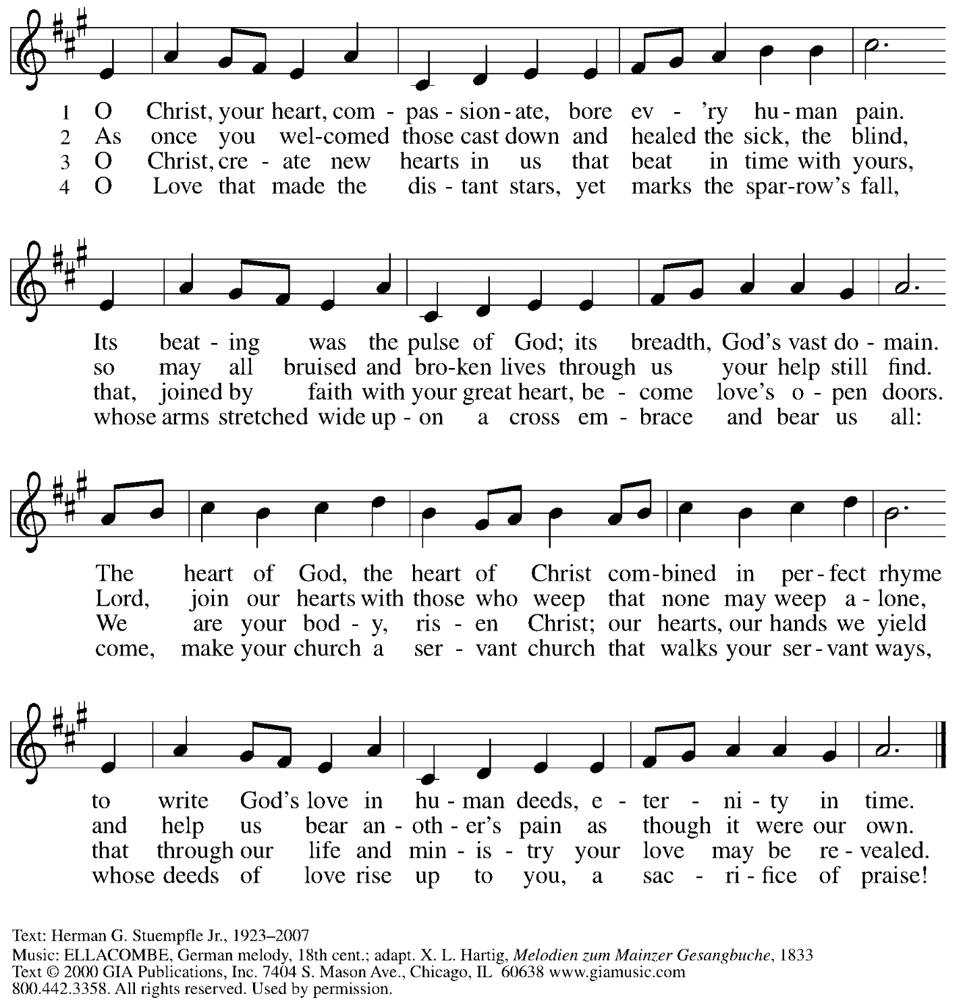 1 O Christ, your heart, com - pas - sion - ate, bore ev - 'ry hu - man pain.
2 As once you wel-comed those cast down and healed the sick, the blind,
3 O Christ, cre - ate new hearts in us that beat in time with yours,
4 O Love that made the dis - tant stars, yet marks the spar-row's fall,
Its beat - ing was the pulse of God; its breadth, God's vast do - main.
so may all bruised and bro-ken lives through us your help still find.
that, joined by faith with your great heart, be - come love's o - pen doors.
whose arms stretched wide up - on a cross em - brace and bear us all:
The heart of God, the heart of Christ com-bined in per - fect rhyme
Lord, join our hearts with those who weep that none may weep a - lone,
We are your bod - y, ris - en Christ; our hearts, our hands we yield
come, make your church a ser - vant church that walks your ser - vant ways,
to write God's love in hu - man deeds, e - ter - ni - ty in time.
and help us bear an - oth - er's pain as though it were our own.
that through our life and min - is - try your love may be re - vealed.
whose deeds of love rise up to you, a sac - ri - fice of praise!
Text: Herman G. Stuempfle Jr., 1923–2007
Music: ELLACOMBE, German melody, 18th cent.; adapt. X. L. Hartig, Melodien zum Mainzer Gesangbuche, 1833
Text © 2000 GIA Publications, Inc. 7404 S. Mason Ave., Chicago, IL 60638 www.giamusic.com
800.442.3358. All rights reserved. Used by permission.